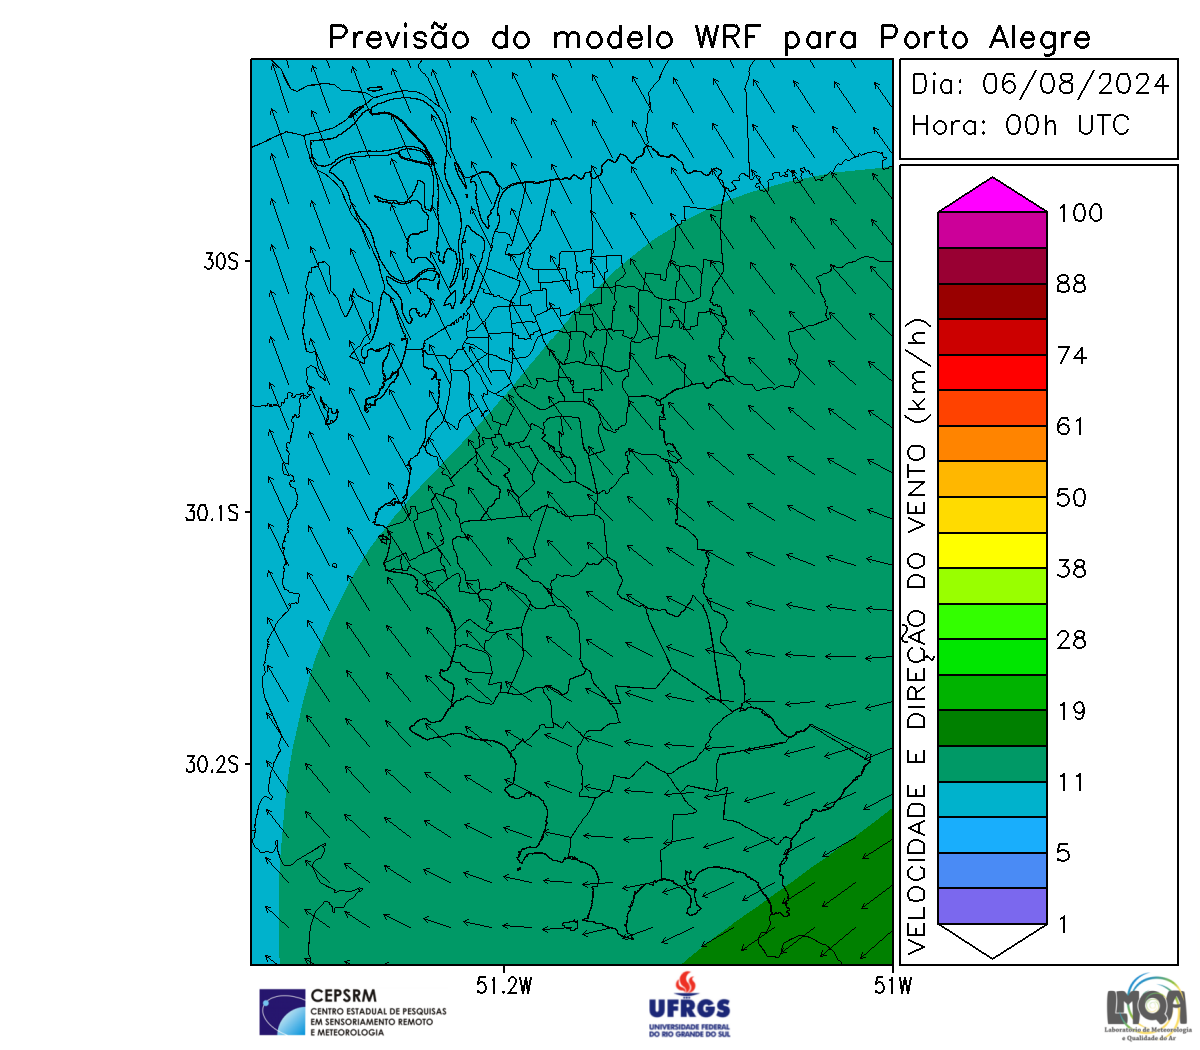 Previsão do modelo WRF para Porto Alegre
Dia: 06/08/2024
Hora: 00h UTC
30S
30.1S
30.2S
51.2W
51W
VELOCIDADE E DIREÇÃO DO VENTO (km/h)
100
88
74
61
50
38
28
19
11
5
1
CEPSRM
CENTRO ESTADUAL DE PESQUISAS
EM SENSORIAMENTO REMOTO
E METEOROLOGIA
UFRGS
UNIVERSIDADE FEDERAL
DO RIO GRANDE DO SUL
LMQA
Laboratório de Meteorologia
e Qualidade do Ar